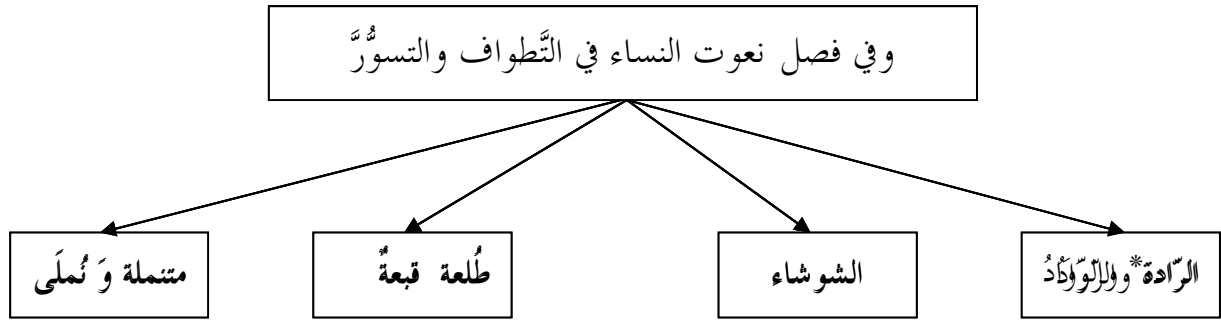 وفي فصل نعوت النساء في التَّطواف والتسوُّرَّ
الرّادة*
الشوشاء
طُلعة قبعةٌ
متنملة وَ نُملَى